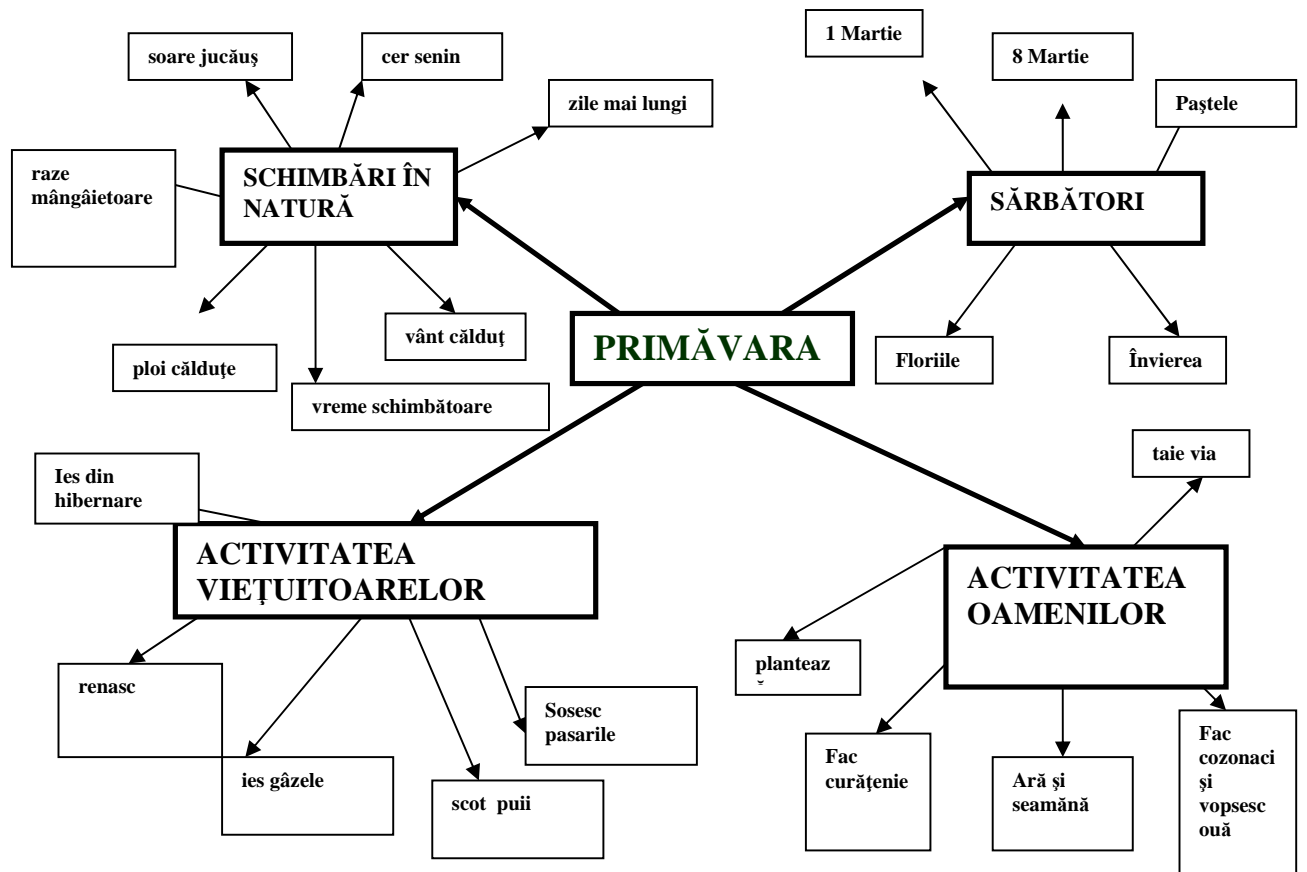 1 Martie
soare jucăuş
cer senin
8 Martie
zile mai lungi
Paştele
raze
mângâietoare
SCHIMBĂRI ÎN
NATURĂ
SĂRBĂTORI
vânt călduţ
PRIMĂVARA
Floriile
Învierea
ploi călduţe
vreme schimbătoare
Ies din
hibernare
taie via
ACTIVITATEA
VIEŢUITOARELOR
ACTIVITATEA
OAMENILOR
planteaz
renasc
Sosesc
pasarile
ies gâzele
scot puii
Fac
curăţenie
Ară şi
seamănă
Fac
cozonaci
şi
vopsesc
ouă